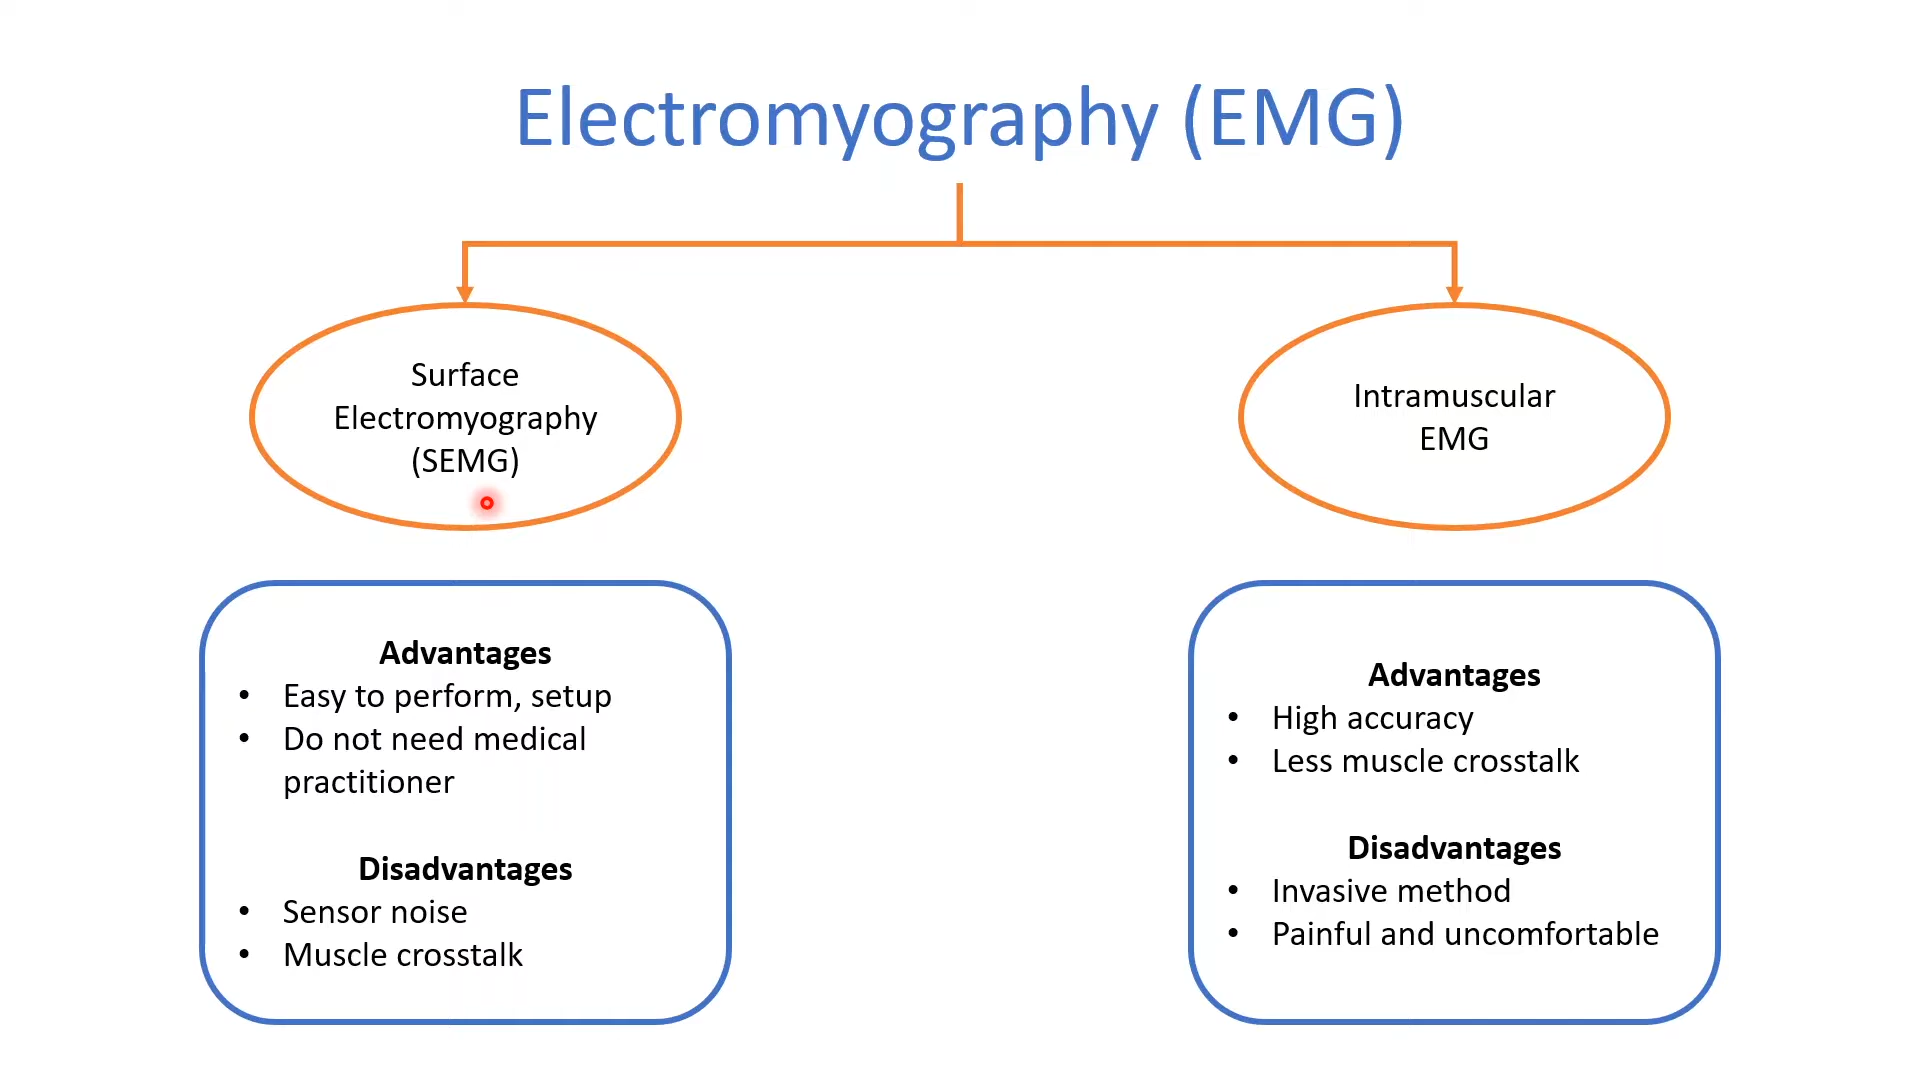 Electromyography (EMG)
Surface
Electromyography
(SEMG)
Intramuscular
EMG
Advantages
• Easy to perform, setup
• Do not need medical
practitioner
Disadvantages
• Sensor noise
• Muscle crosstalk
Advantages
• High accuracy
• Less muscle crosstalk
Disadvantages
• Invasive method
• Painful and uncomfortable